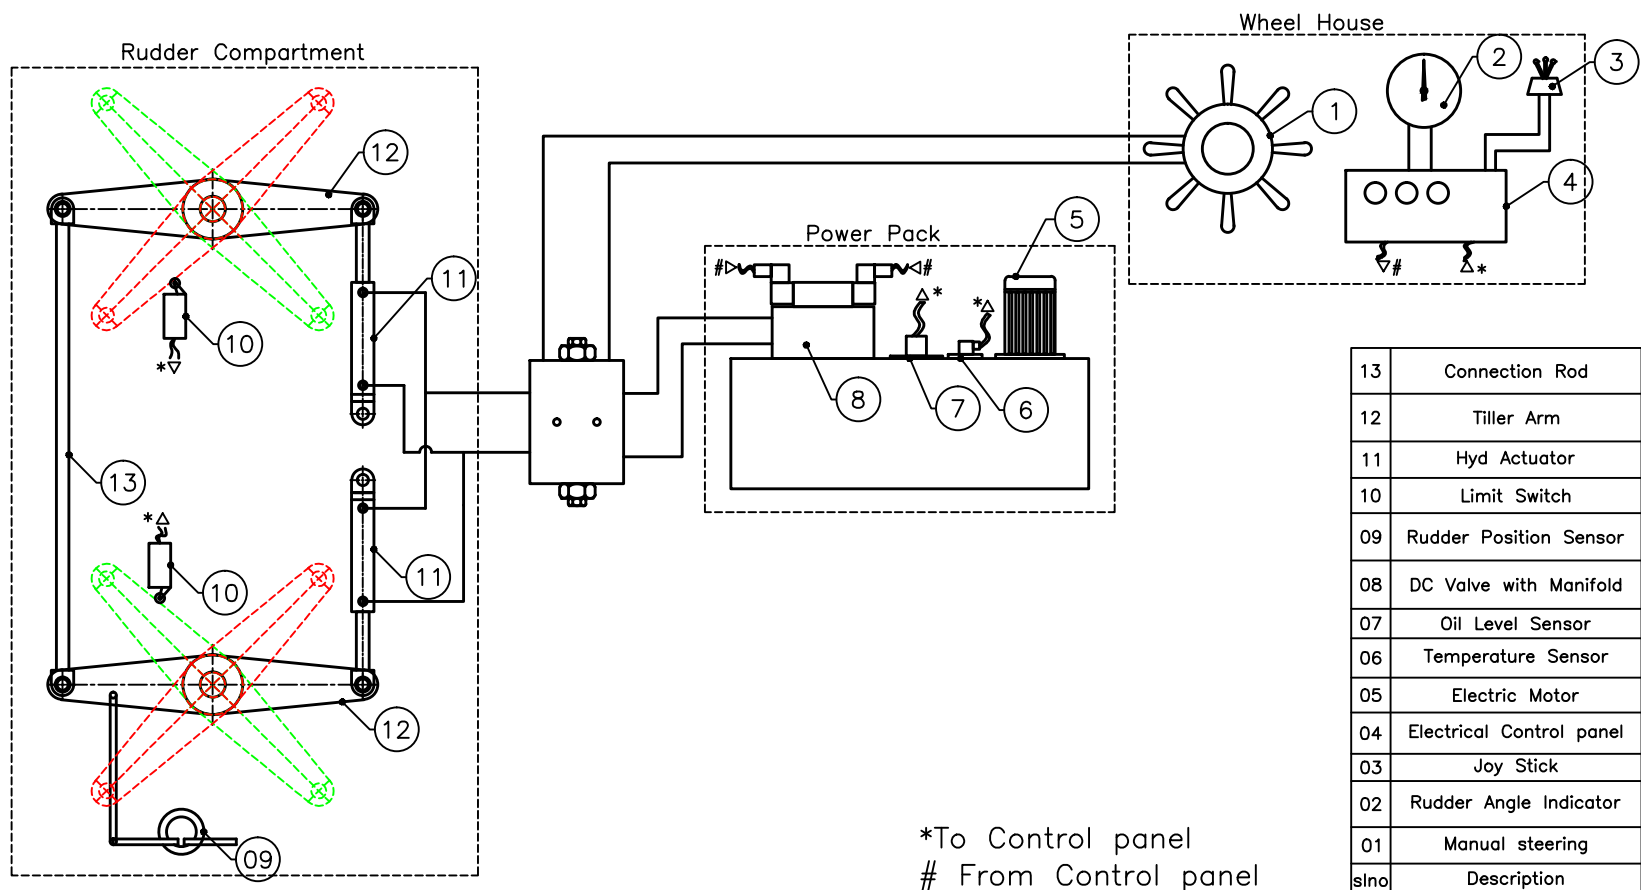 Wheel House
Rudder Compartment
2
3
1
12
4
5
Power Pack
# #
# *
11
* *
10
*
13 Connection Rod
8
7
6
12 Tiller Arm
11 Hyd Actuator
13
10 Limit Switch
*
09 Rudder Position Sensor
11
10
08 DC Valve with Manifold
07 Oil Level Sensor
06 Temperature Sensor
05 Electric Motor
12
04 Electrical Control panel
03 Joy Stick
02 Rudder Angle Indicator
*To Control panel
01 Manual steering
09
# From Control panel
slno Description